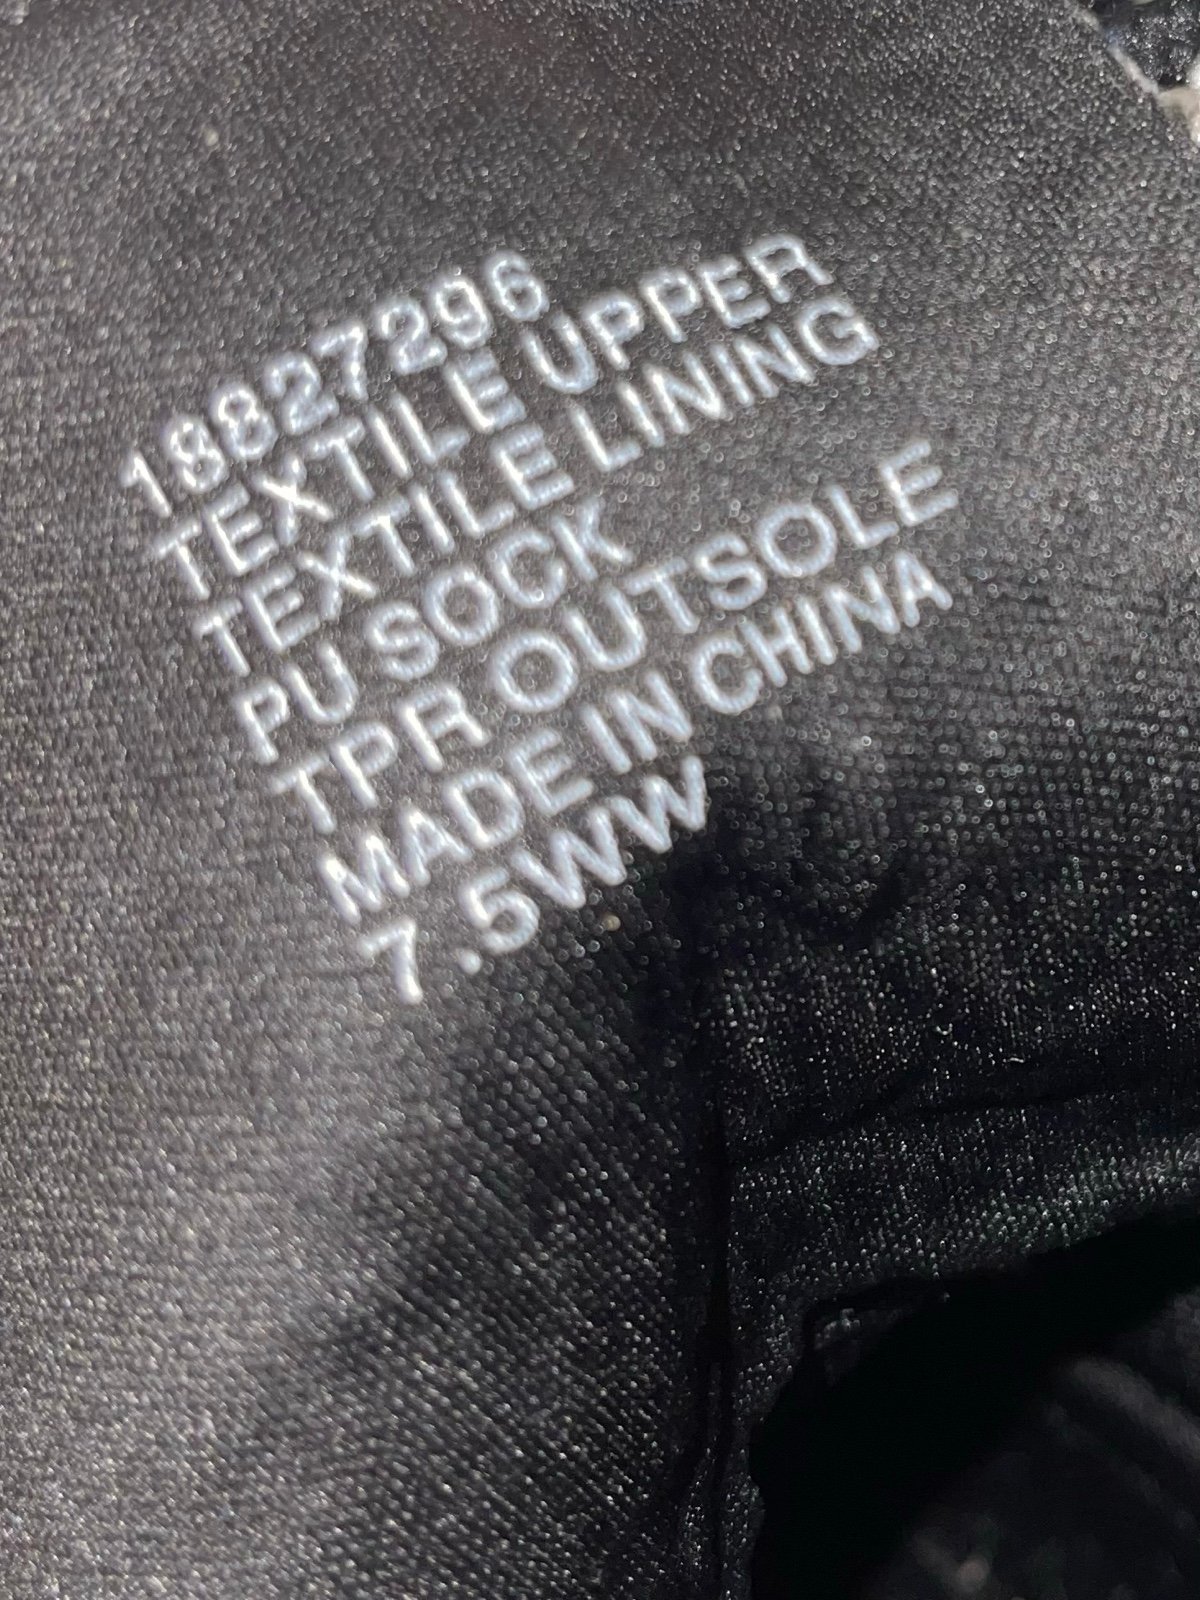 18827296
TEXTILE UPPER
TEXTILE LINING
PU SOCK
TPR OUTSOLE
MADE IN CHINA
7.5WW